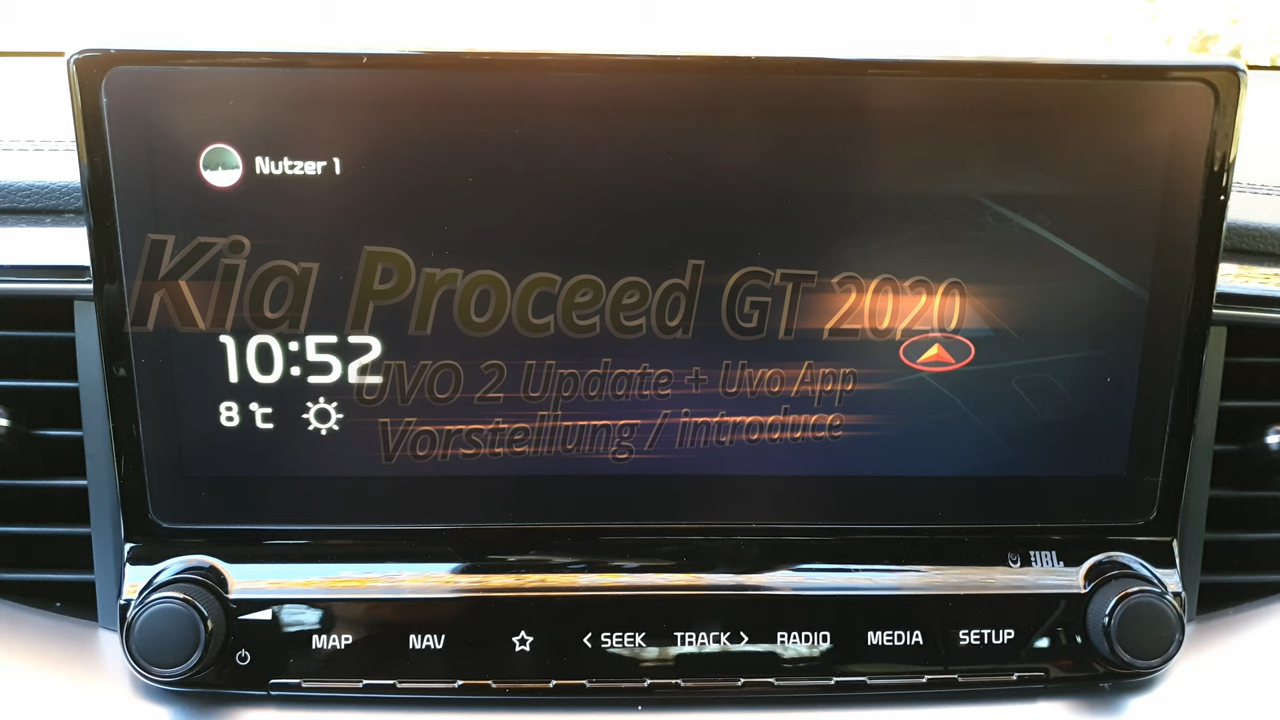 Nutzer 1
Kia Proceed GT 2020
10:52
UVO 2 Update + Uvo App
8 °C
Vorstellung / introduce
JBL
MAP NAV ☆ < SEEK TRACK > RADIO MEDIA SETUP